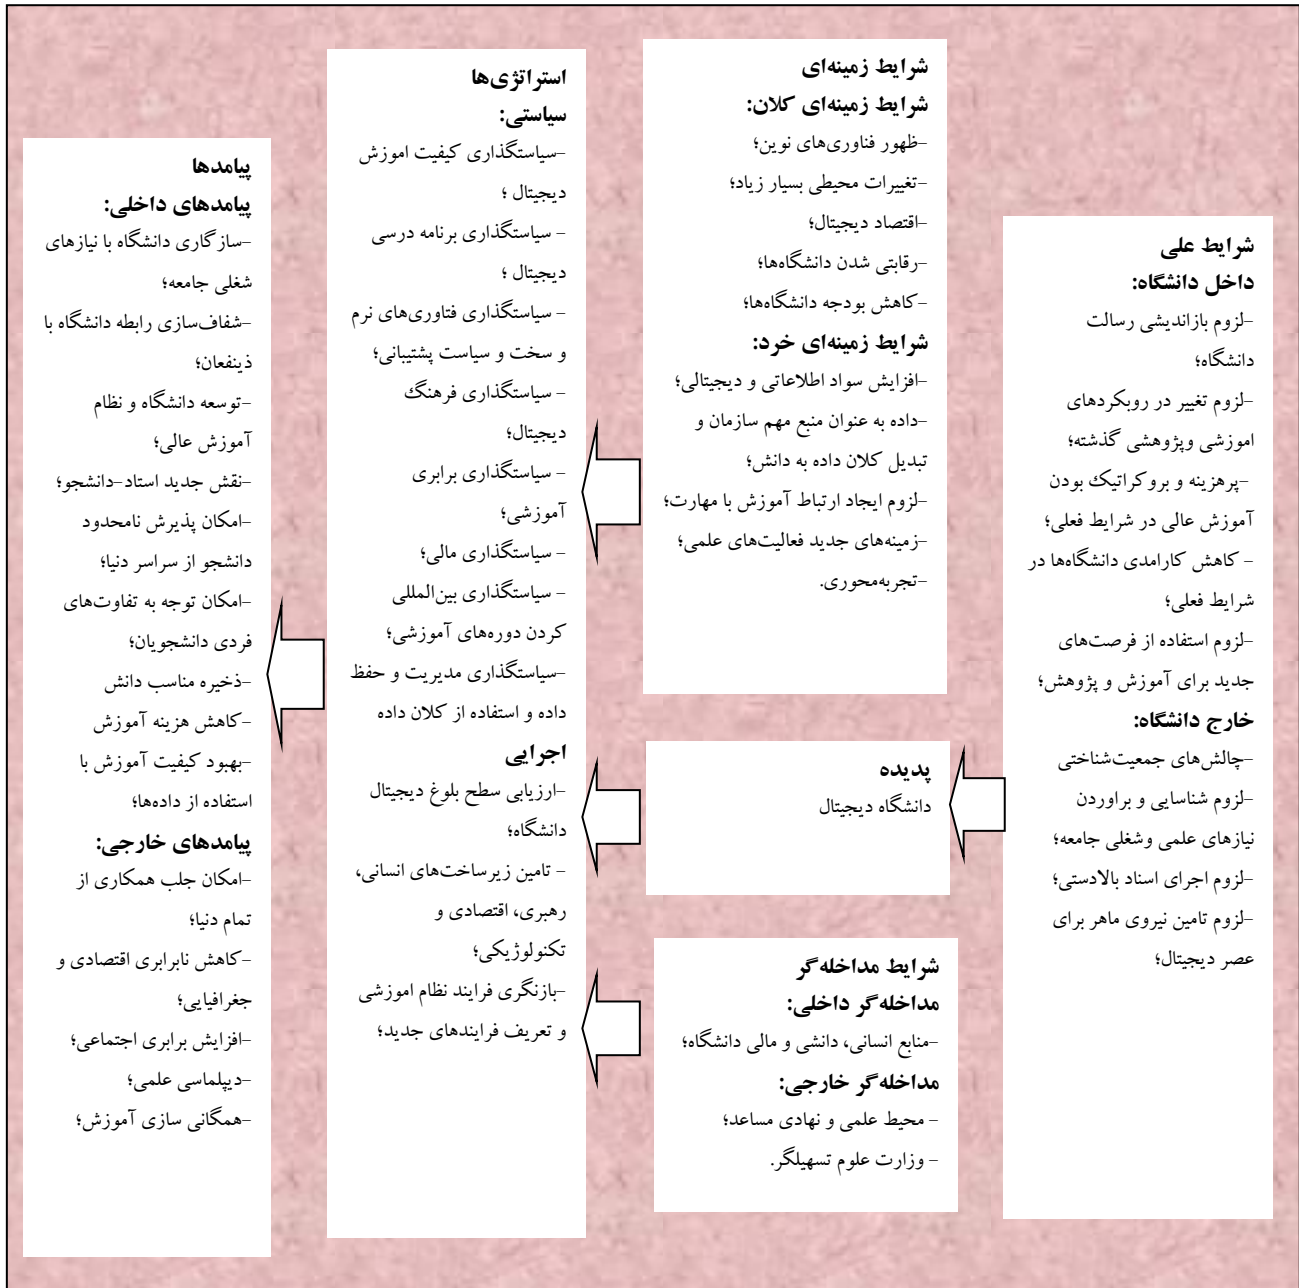 شرایط علی
داخل دانشگاه:
-لزوم بازاندیشی رسالت
دانشگاه؛
-لزوم تغییر در رویکردهای
اموزشی وپژوهشی گذشته؛
-پرهزینه و بروکراتیک بودن
آموزش عالی در شرایط فعلی؛
- کاهش کارامدی دانشگاه‌ها در
شرایط فعلی؛
-لزوم استفاده از فرصت‌های
جدید برای آموزش و پژوهش؛
خارج دانشگاه:
-چالش‌های جمعیت‌شناختی
-لزوم شناسایی و براوردن
نیازهای علمی وشغلی جامعه؛
-لزوم اجرای اسناد بالادستی؛
-لزوم تامین نیروی ماهر برای
عصر دیجیتال؛
شرایط زمینه‌ای
شرایط زمینه‌ای کلان:
-ظهور فناوری‌های نوین؛
-تغییرات محیطی بسیار زیاد؛
-اقتصاد دیجیتال؛
-رقابتی شدن دانشگاه‌ها؛
-کاهش بودجه دانشگاه‌ها؛
شرایط زمینه‌ای خرد:
-افزایش سواد اطلاعاتی و دیجیتالی؛
-داده به عنوان منبع مهم سازمان و
تبدیل کلان داده به دانش؛
-لزوم ایجاد ارتباط آموزش با مهارت؛
-زمینه‌های جدید فعالیت‌های علمی؛
-تجربه‌محوری.
پدیده
دانشگاه دیجیتال
شرایط مداخله‌گر
مداخله‌گر داخلی:
-منابع انسانی، دانشی و مالی دانشگاه؛
مداخله‌گر خارجی:
- محیط علمی و نهادی مساعد؛
- وزارت علوم تسهیلگر.
استراتژی‌ها
سیاستی:
-سیاستگذاری کیفیت اموزش
دیجیتال ؛
- سیاستگذاری برنامه درسی
دیجیتال ؛
- سیاستگذاری فتاوری‌های نرم
و سخت و سیاست پشتیبانی؛
- سیاستگذاری فرهنگ
دیجیتال؛
- سیاستگذاری برابری
آموزشی؛
- سیاستگذاری مالی؛
- سیاستگذاری بین‌المللی
کردن دوره‌های آموزشی؛
-سیاستگذاری مدیریت و حفظ
داده و استفاده از کلان داده
اجرایی
-ارزیابی سطح بلوغ دیجیتال
دانشگاه؛
- تامین زیرساخت‌های انسانی،
رهبری، اقتصادی و
تکنولوژیکی؛
-بازنگری فرایند نظام اموزشی
و تعریف فرایندهای جدید؛
پیامدها
پیامدهای داخلی:
-سازگاری دانشگاه با نیازهای
شغلی جامعه؛
-شفاف‌سازی رابطه دانشگاه با
ذینفعان؛
-توسعه دانشگاه و نظام
آموزش عالی؛
-نقش جدید استاد-دانشجو؛
-امکان پذیرش نامحدود
دانشجو از سراسر دنیا؛
-امکان توجه به تفاوت‌های
فردی دانشجویان؛
-ذخیره مناسب دانش
-کاهش هزینه آموزش
-بهبود کیفیت آموزش با
استفاده از داده‌ها؛
پیامدهای خارجی:
-امکان جلب همکاری از
تمام دنیا؛
-کاهش نابرابری اقتصادی و
جغرافیایی؛
-افزایش برابری اجتماعی؛
-دیپلماسی علمی؛
-همگانی سازی آموزش؛